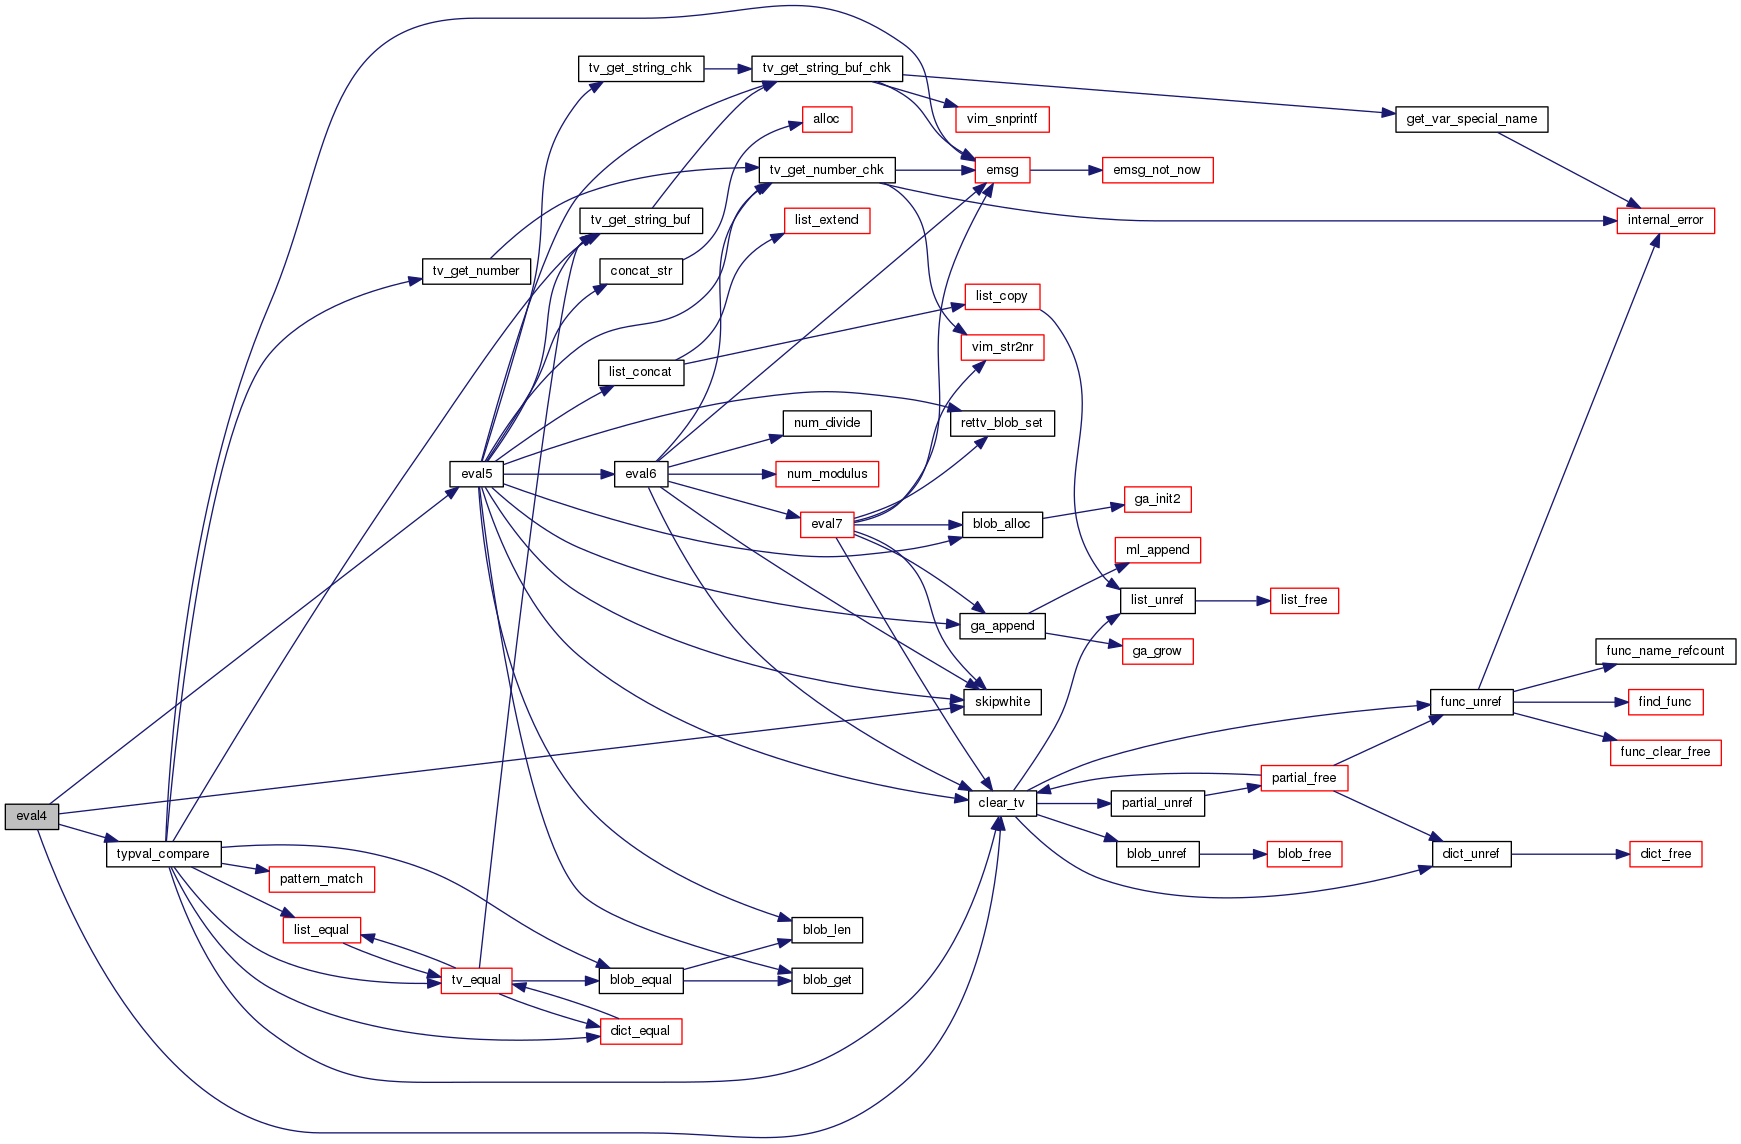 tv_get_string_chk
tv_get_string_buf_chk
alloc
vim_snprintf
get_var_special_name
tv_get_number_chk
emsg
emsg_not_now
tv_get_string_buf
list_extend
internal_error
tv_get_number
concat_str
list_copy
vim_str2nr
list_concat
num_divide
rettv_blob_set
eval5
eval6
num_modulus
ga_init2
eval7
blob_alloc
ml_append
list_unref
list_free
ga_append
ga_grow
func_name_refcount
skipwhite
func_unref
find_func
func_clear_free
partial_free
clear_tv
partial_unref
eval4
typval_compare
blob_unref
blob_free
dict_unref
dict_free
pattern_match
list_equal
blob_len
tv_equal
blob_equal
blob_get
dict_equal